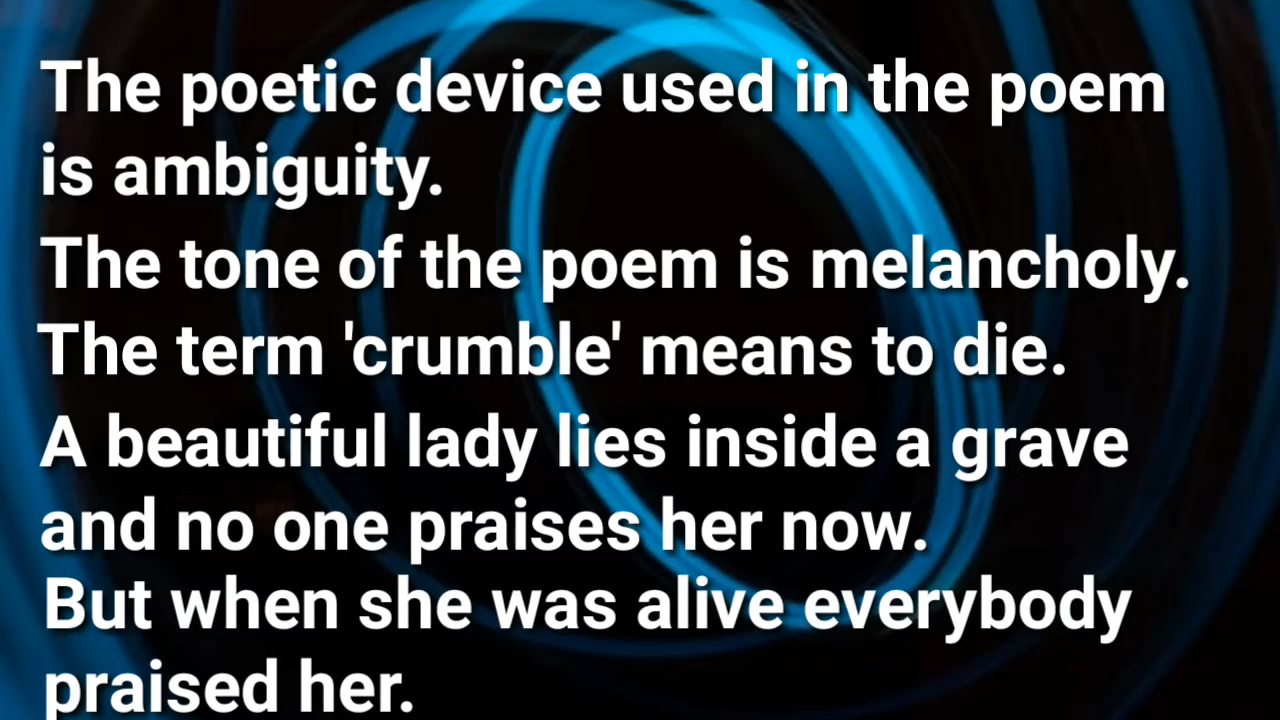 The poetic device used in the poem
is ambiguity.
The tone of the poem is melancholy.
The term 'crumble' means to die.
A beautiful lady lies inside a grave
and no one praises her now.
But when she was alive everybody
praised her.